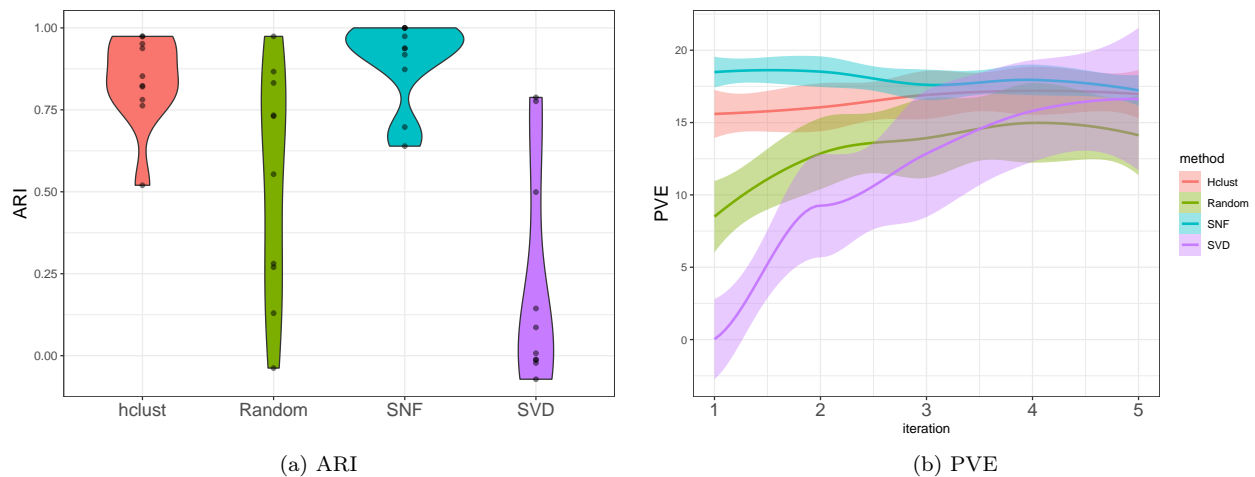 1.00
0.75
0.50
0.25
0.00
ARI
hclust Random SNF SVD
(a) ARI
20
15
10
5
0
PVE
1 2 3 4 5
iteration
method
Hclust
Random
SNF
SVD
(b) PVE